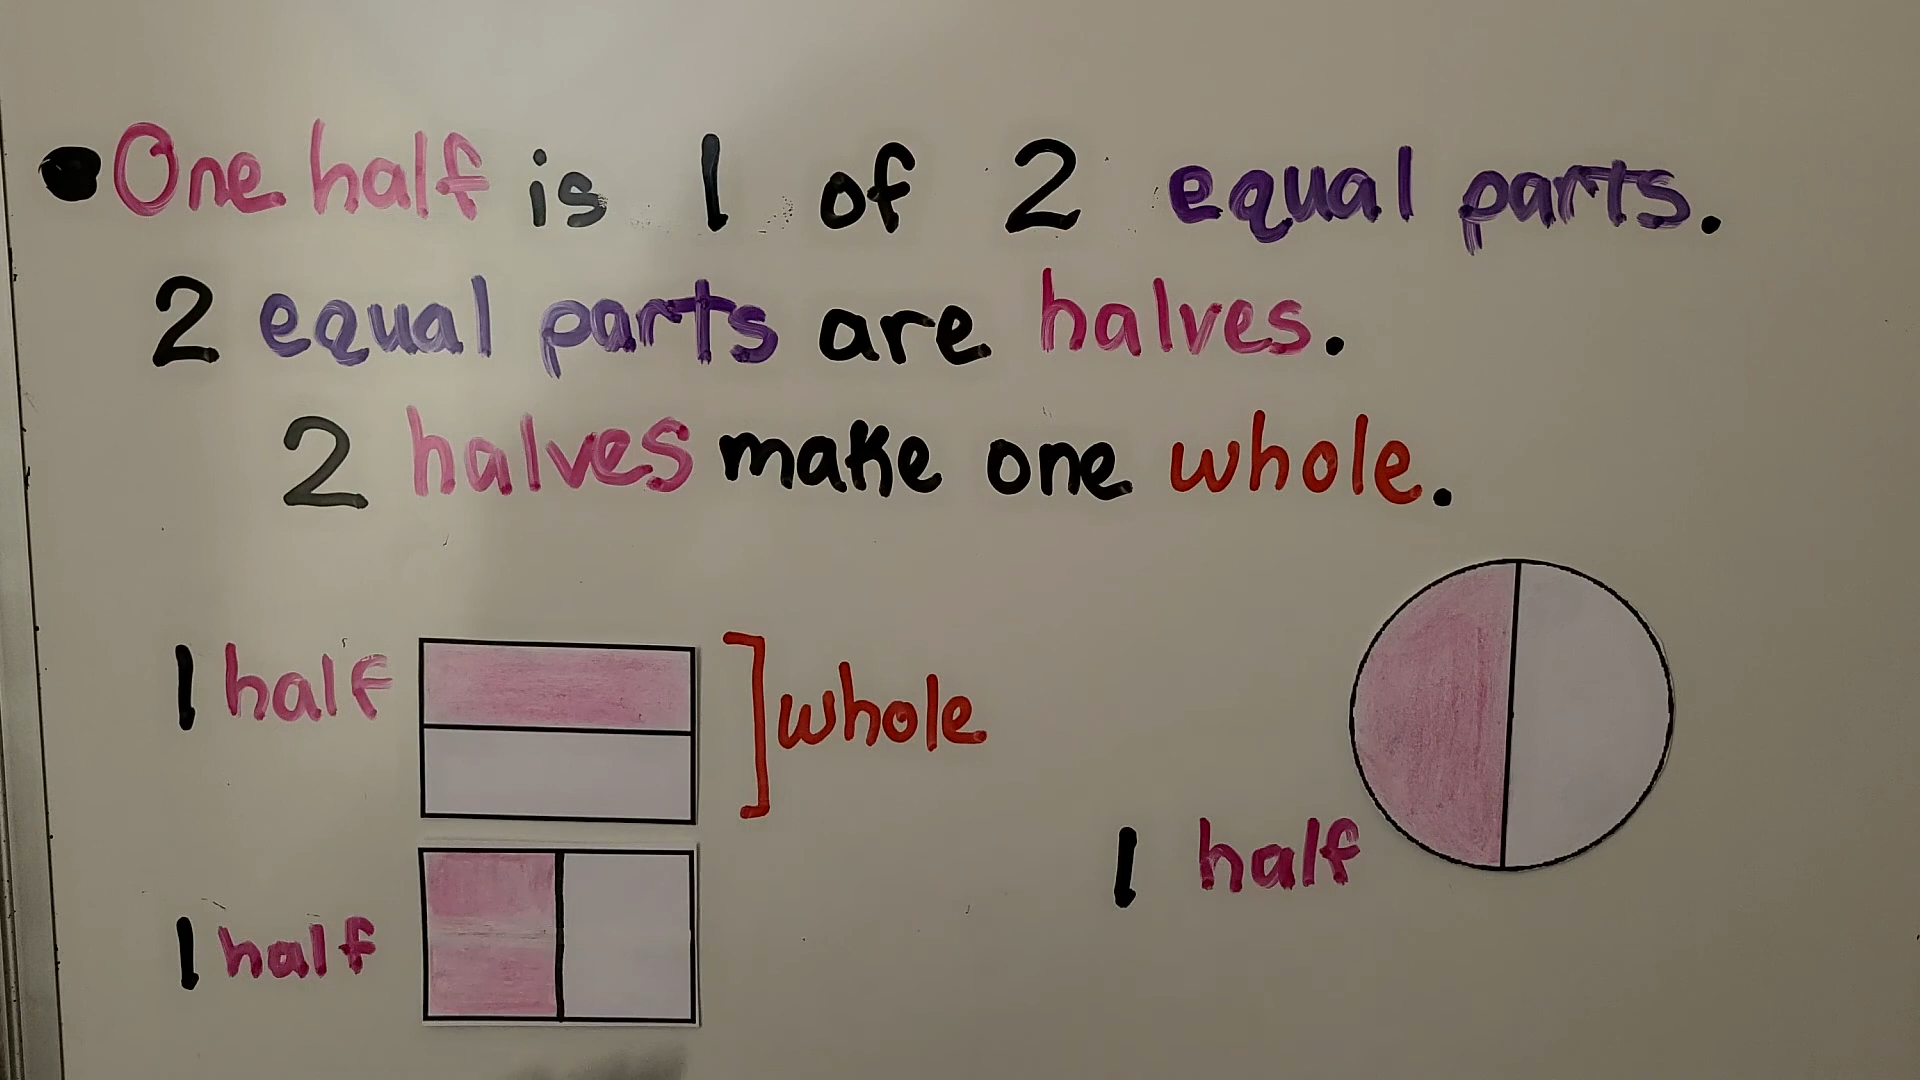 One half is 1 of 2 equal parts.
2 equal parts are halves.
2 halves make one whole.
1 half
whole
1 half
1 half